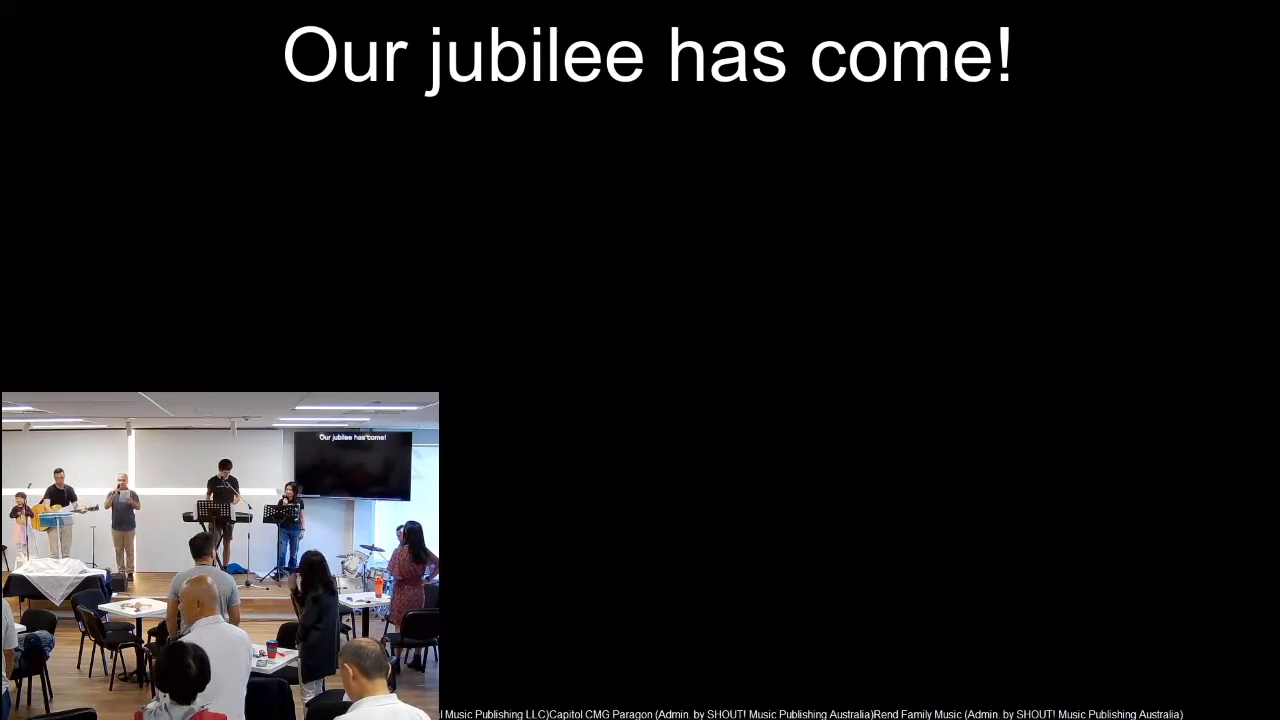 Our jubilee has come!
Our jubilee has come!
l Music Publishing LLC)Capitol CMG Paragon (Admin. by SHOUT! Music Publishing Australia)Rend Family Music (Admin. by SHOUT! Music Publishing Australia)